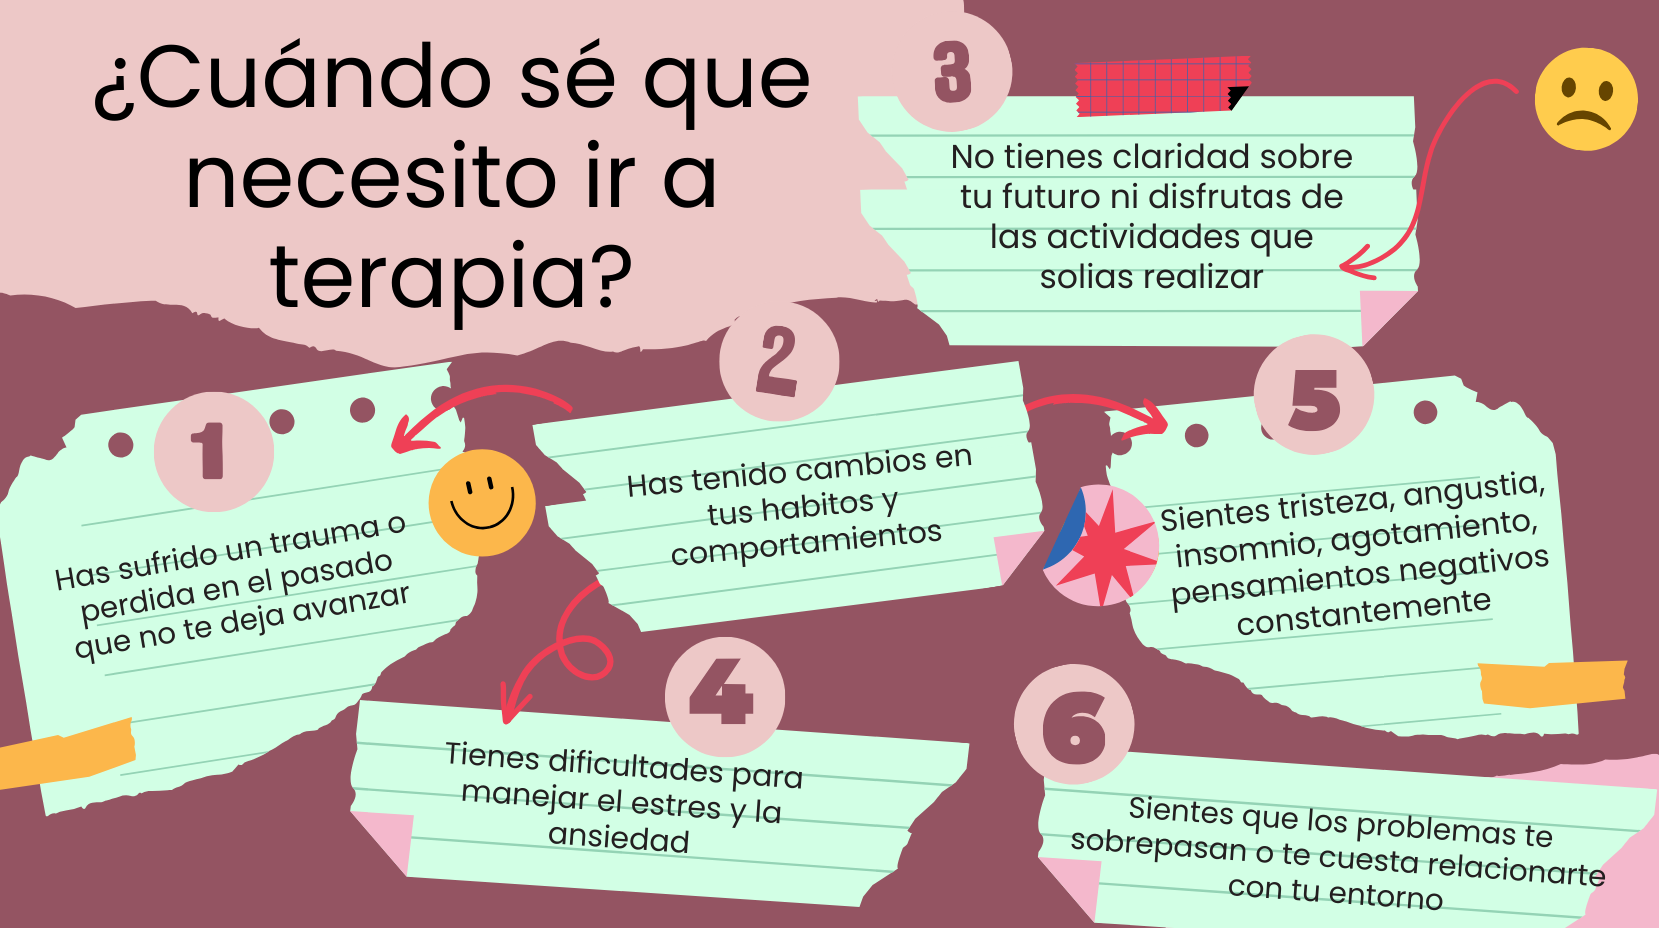 ¿Cuándo sé que
necesito ir a
terapia?
1
Has sufrido un trauma o
perdida en el pasado
que no te deja avanzar
2
Has tenido cambios en
tus habitos y
comportamientos
3
No tienes claridad sobre
tu futuro ni disfrutas de
las actividades que
solias realizar
4
Tienes dificultades para
manejar el estres y la
ansiedad
5
Sientes tristeza, angustia,
insomnio, agotamiento,
pensamientos negativos
constantemente
6
Sientes que los problemas te
sobrepasan o te cuesta relacionarte
con tu entorno